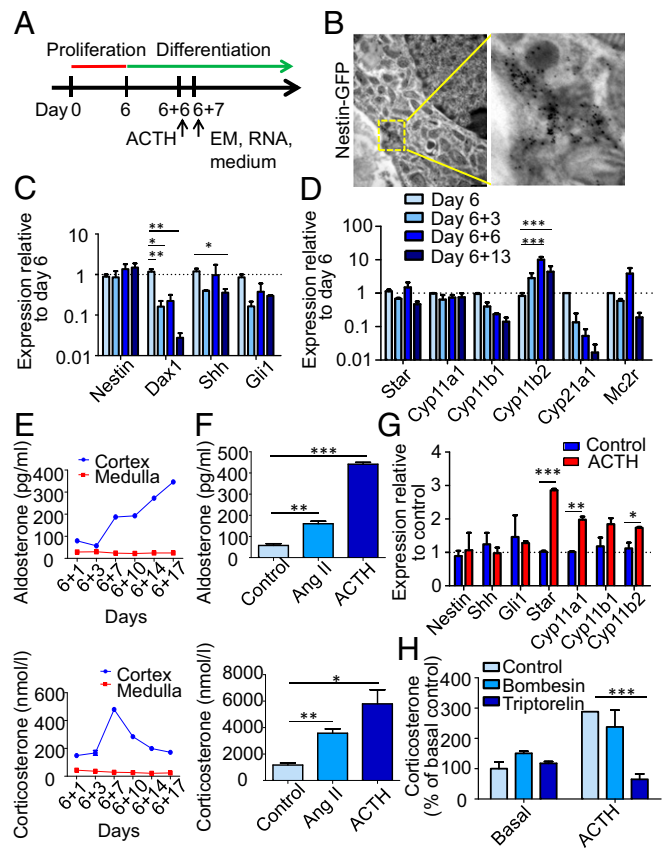 A
Proliferation Differentiation
Day 0 6 6+6 6+7
ACTH EM, RNA,
medium
B
Nestin-GFP
C
Expression relative
to day 6
10
1
0.1
0.01
**
*
**
*
Nestin
Dax1
Shh
Gli1
D
Day 6
Day 6+3
Day 6+6
Day 6+13
Expression relative
to day 6
100
10
1
0.1
0.01
***
***
Star
Cyp11a1
Cyp11b1
Cyp11b2
Cyp21a1
Mc2r
E
Aldosterone (pg/ml)
400
300
200
100
0
Cortex
Medulla
6+1
6+3
6+7
6+10
6+14
6+17
Days
Corticosterone (nmol/l)
600
400
200
0
Cortex
Medulla
6+1
6+3
6+7
6+10
6+14
6+17
Days
F
Aldosterone (pg/ml)
500
400
300
200
100
0
***
**
Control
Ang II
ACTH
Corticosterone (nmol/l)
8000
6000
4000
2000
0
*
**
Control
Ang II
ACTH
G
Control
ACTH
Expression relative
to control
4
3
2
1
0
***
**
*
Nestin
Shh
Gli1
Star
Cyp11a1
Cyp11b1
Cyp11b2
H
Control
Bombesin
Triptorelin
Corticosterone
(% of basal control)
400
300
200
100
0
***
Basal
ACTH